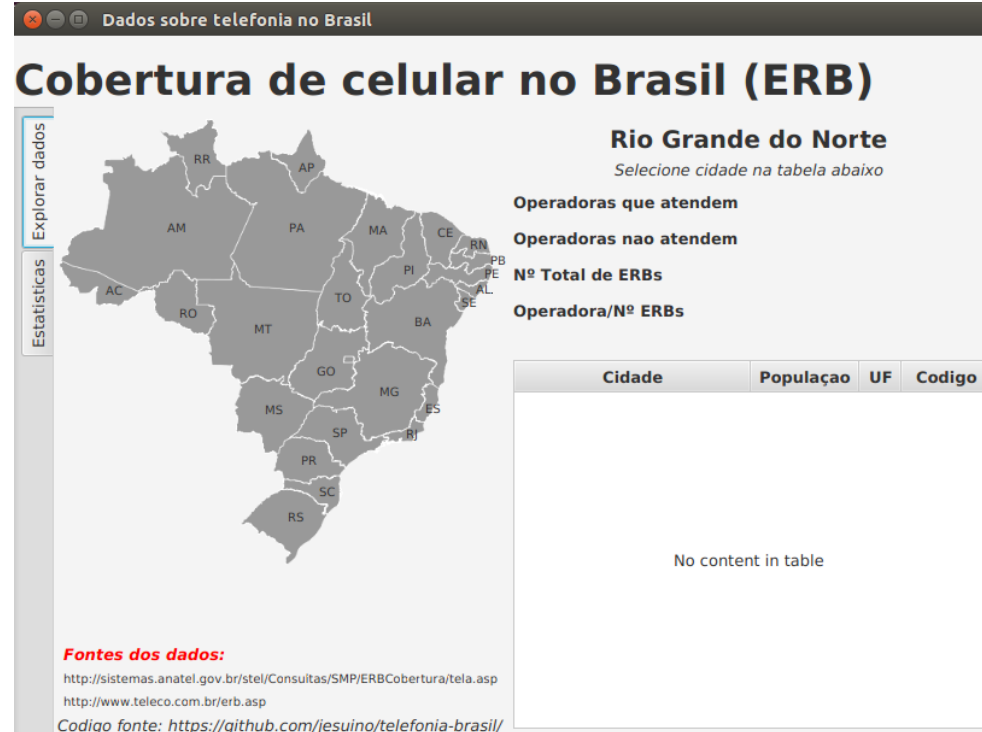 Dados sobre telefonia no Brasil
Cobertura de celular no Brasil (ERB)
Explorar dados
Estatisticas
RR
AP
AM
PA
MA
CE
RN
PB
PI
PE
AL
SE
AC
TO
RO
BA
MT
GO
MG
MS
ES
SP
RJ
PR
SC
RS
Fontes dos dados:
http://sistemas.anatel.gov.br/stel/Consultas/SMP/ERBCobertura/tela.asp
http://www.teleco.com.br/erb.asp
Codigo fonte: https://github.com/jesuino/telefonia-brasil/
Rio Grande do Norte
Selecione cidade na tabela abaixo
Operadoras que atendem
Operadoras nao atendem
Nº Total de ERBs
Operadora/Nº ERBs
Cidade Populaçao UF Codigo
No content in table